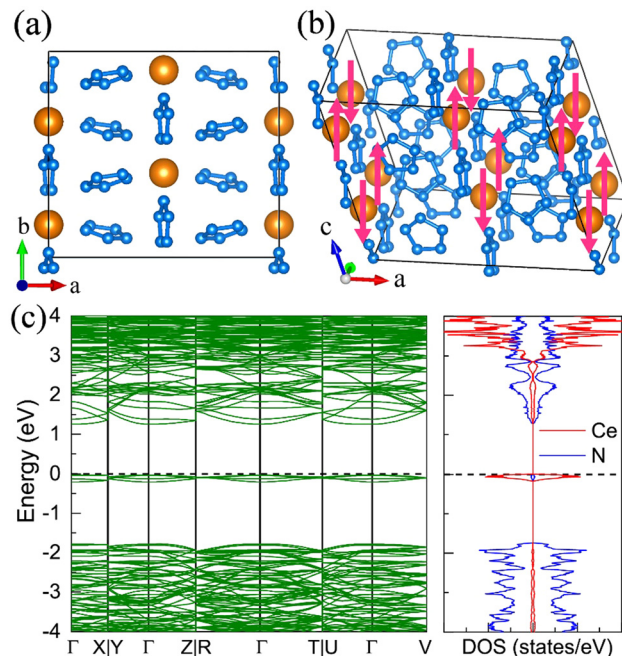 (a)
b
a
(b)
c
a
(c)
Energy (eV)
4
3
2
1
0
-1
-2
-3
-4
Γ X|Y Γ Z|R Γ T|U Γ V
Ce
N
DOS (states/eV)